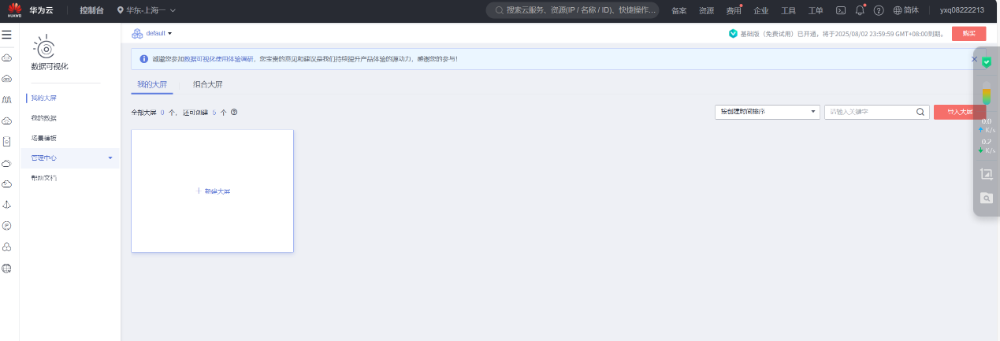 HUAWEI 华为云 控制台 华东-上海一 搜索云服务、资源(IP / 名称 / ID)、快捷操作... 备案 资源 费用 企业 工具 工单 简体 yxq08222213
default 基础版（免费试用）已开通，将于2025/08/02 23:59:59 GMT+08:00到期。 购买
数据可视化
诚邀您参加数据可视化使用体验调研，您宝贵的意见和建议是我们持续提升产品体验的源动力，感谢您的参与！
我的大屏 组合大屏
我的大屏
我的数据
场景模板
管理中心
帮助文档
全部大屏 0 个， 还可创建 5 个 按创建时间排序 请输入关键字 导入大屏
0.0
K/s
0.2
K/s
新建大屏
IP